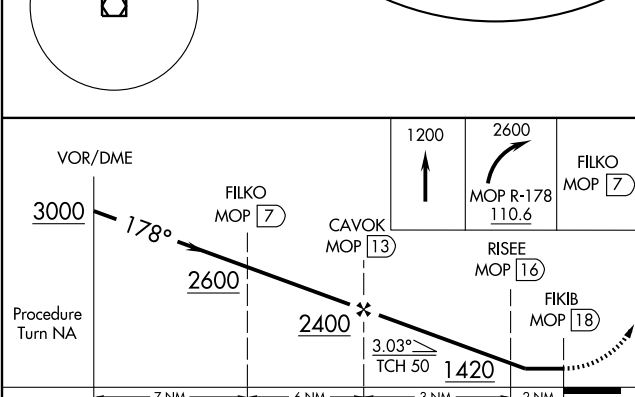 1200
2600
MOP R-178
110.6
FILKO
MOP 7
VOR/DME
3000
178°
FILKO
MOP 7
2600
CAVOK
MOP 13
2400
RISEE
MOP 16
FIKIB
MOP 18
Procedure
Turn NA
3.03°
TCH 50
1420
7 NM
6 NM
3 NM
2 NM